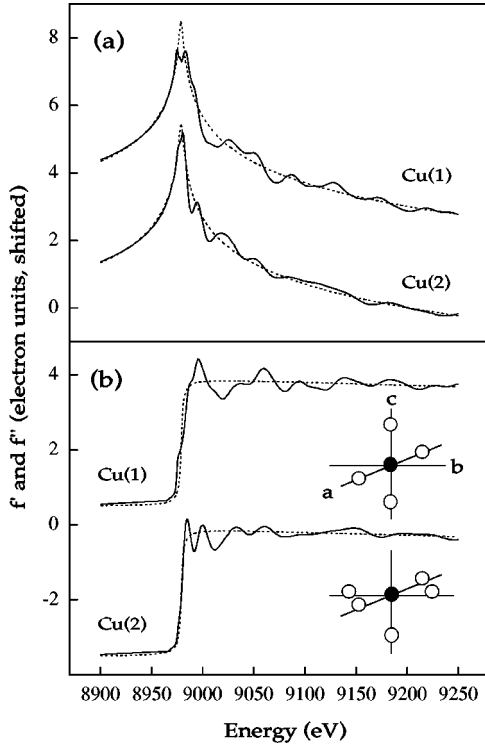 (a)
8
6
4
2
0
Cu(1)
Cu(2)
f' and f" (electron units, shifted)
(b)
4
2
0
-2
Cu(1)
Cu(2)
c
b
a
8900 8950 9000 9050 9100 9150 9200 9250
Energy (eV)